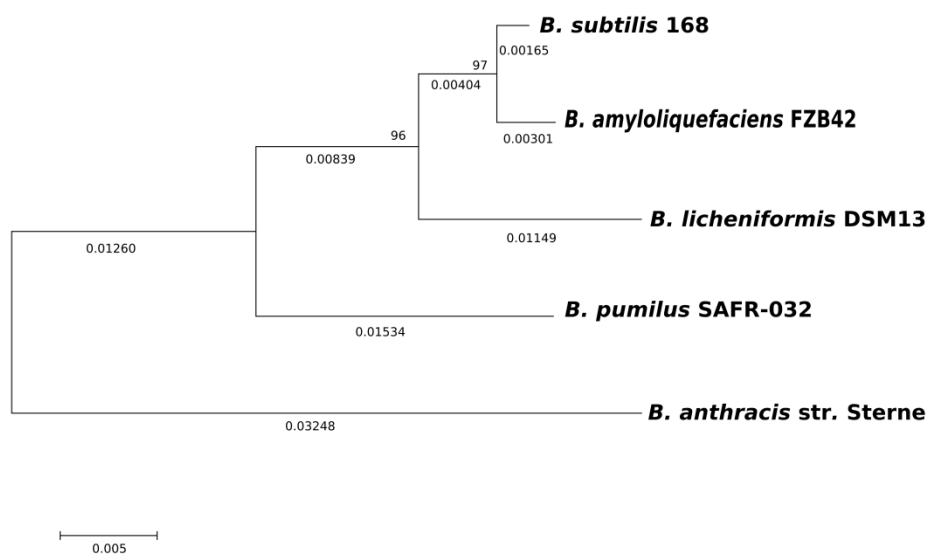 B. subtilis 168
0.00165
97
0.00404
B. amyloliquefaciens FZB42
0.00301
96
0.00839
B. licheniformis DSM13
0.01149
0.01260
B. pumilus SAFR-032
0.01534
B. anthracis str. Sterne
0.03248
0.005